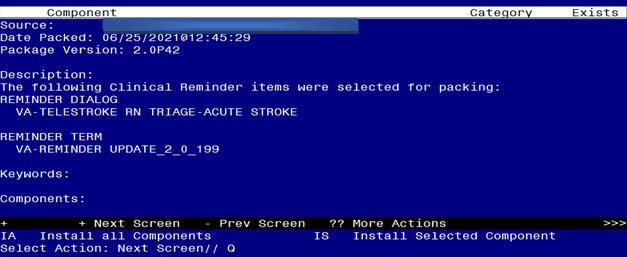 Component Category Exists
Source:
Date Packed: 06/25/2021@12:45:29
Package Version: 2.0P42
Description:
The following Clinical Reminder items were selected for packing:
REMINDER DIALOG
VA-TELESTROKE RN TRIAGE-ACUTE STROKE
REMINDER TERM
VA-REMINDER UPDATE_2_0_199
Keywords:
Components:
+ + Next Screen - Prev Screen ?? More Actions >>>
IA Install all Components IS Install Selected Component
Select Action: Next Screen// Q